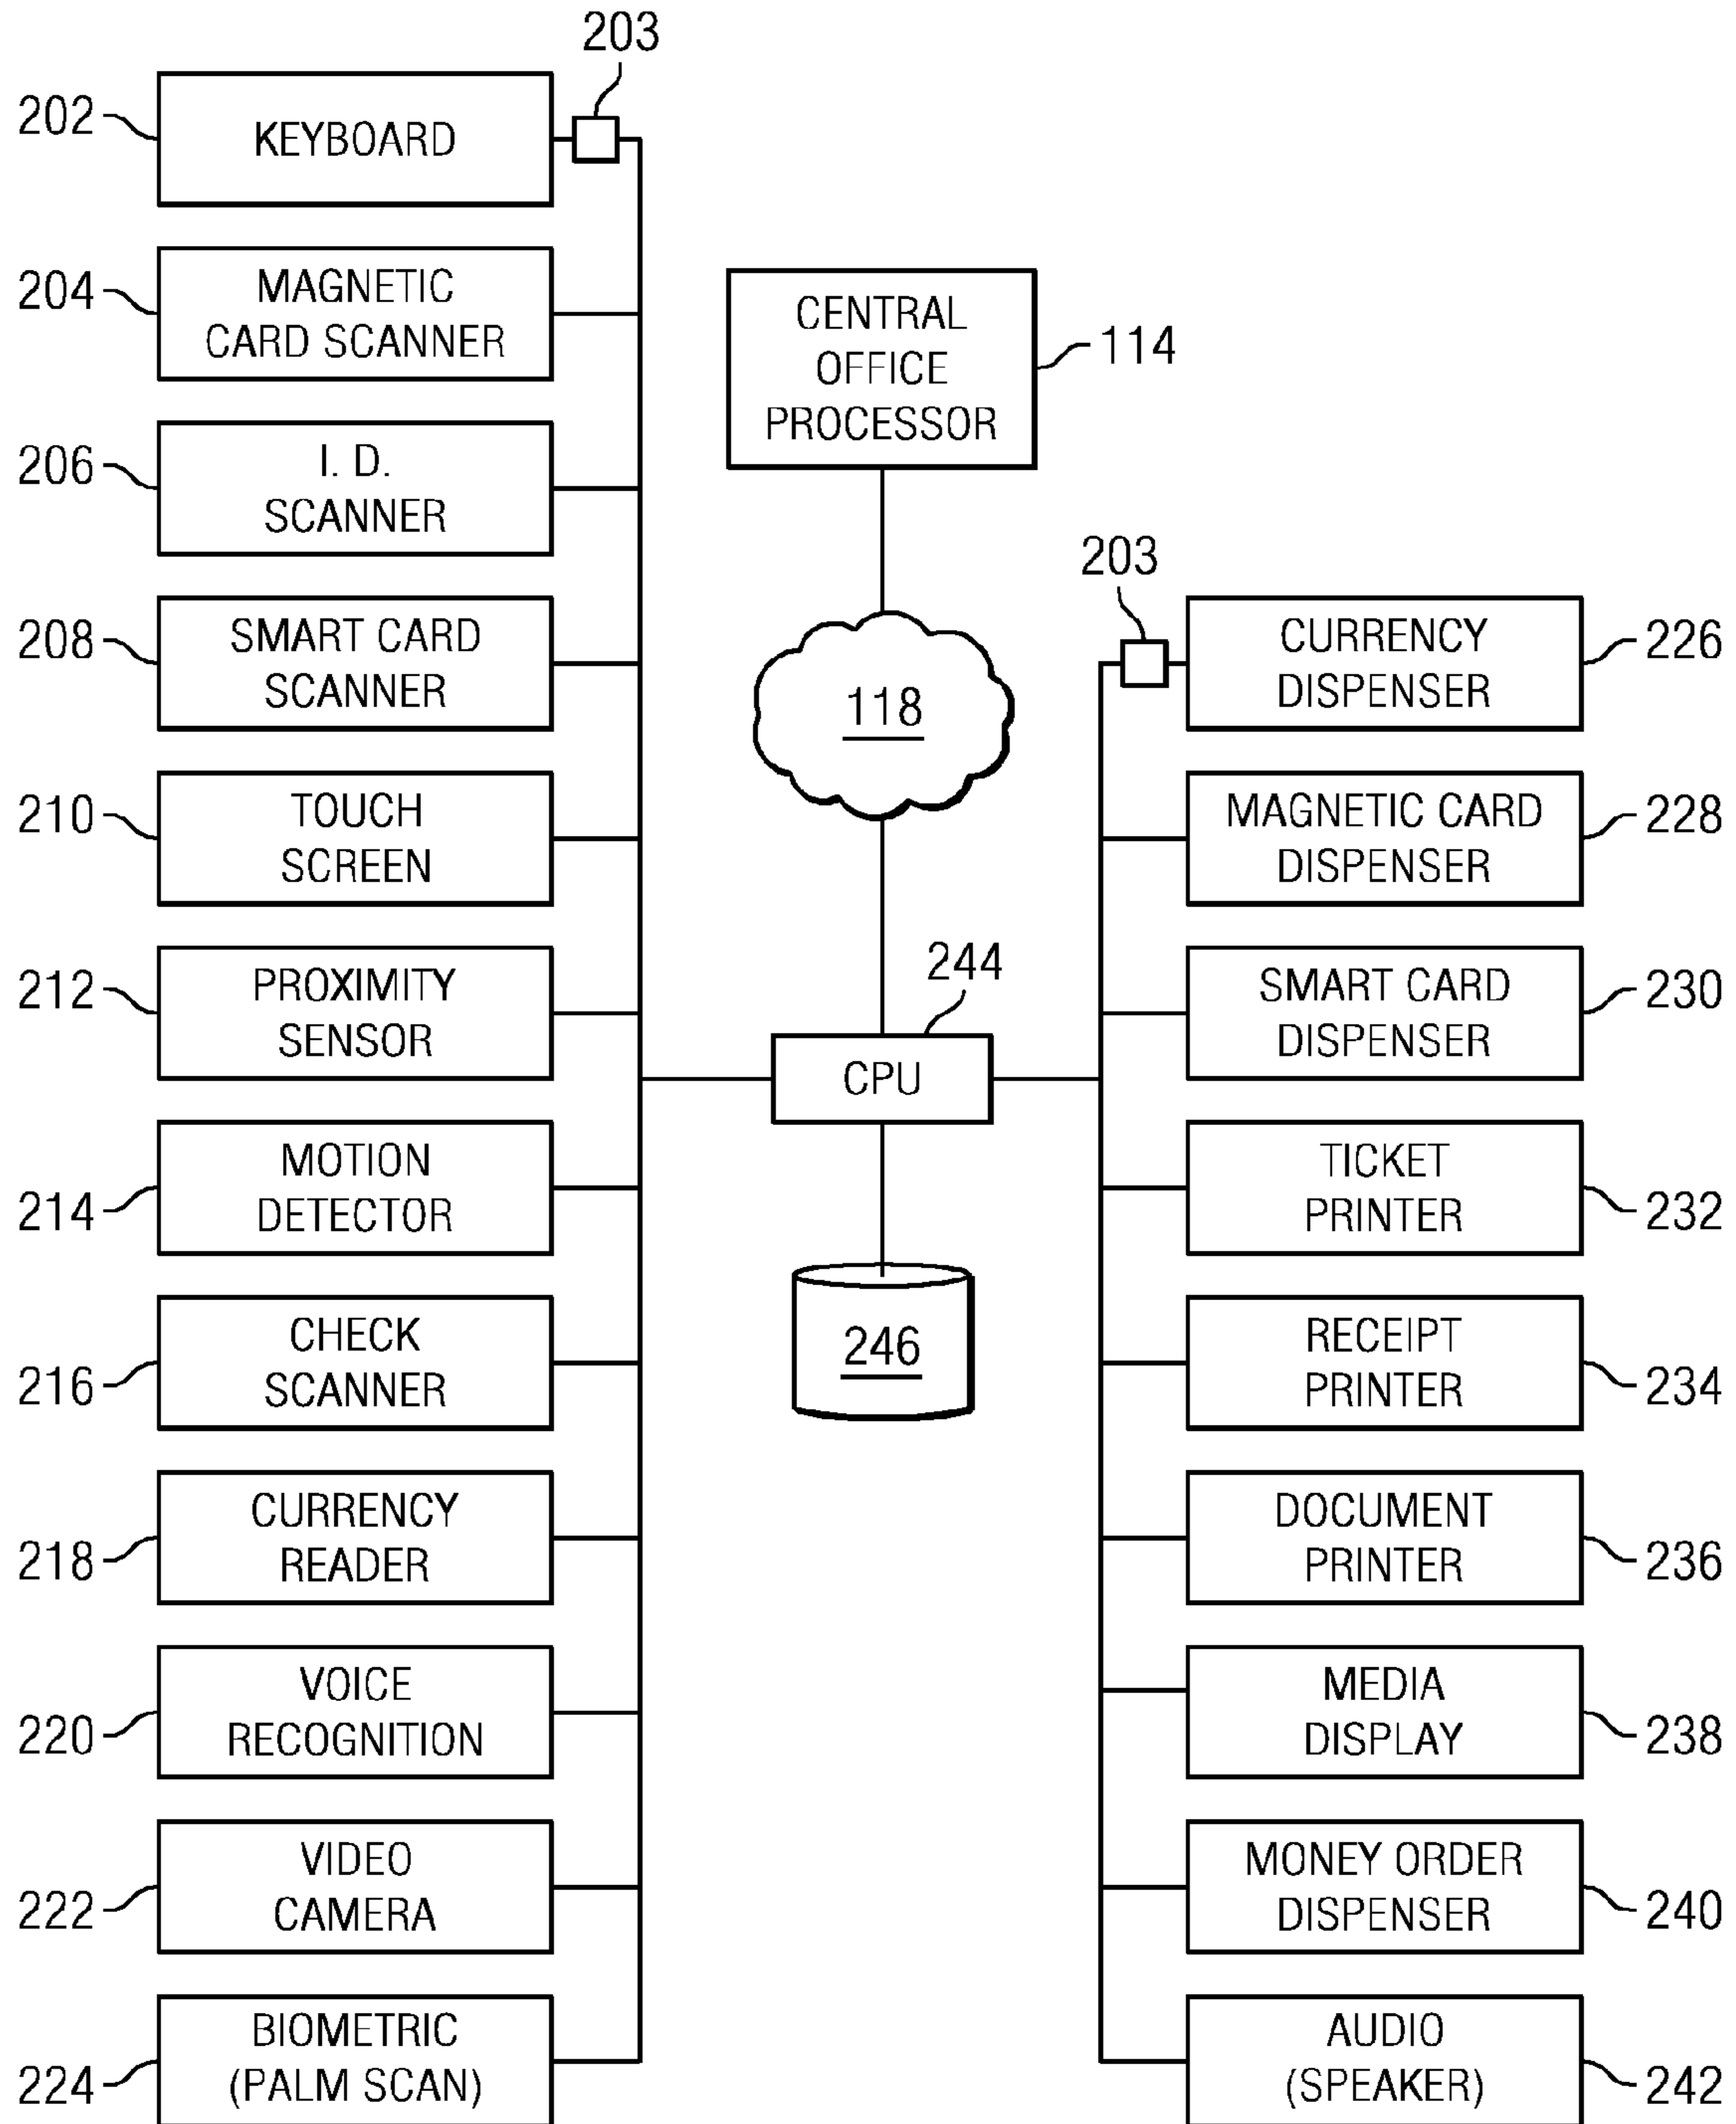 203
202
KEYBOARD
204
MAGNETIC
CARD SCANNER
206
I. D.
SCANNER
208
SMART CARD
SCANNER
210
TOUCH
SCREEN
212
PROXIMITY
SENSOR
214
MOTION
DETECTOR
216
CHECK
SCANNER
218
CURRENCY
READER
220
VOICE
RECOGNITION
222
VIDEO
CAMERA
224
BIOMETRIC
(PALM SCAN)
CENTRAL
OFFICE
PROCESSOR
114
118
244
CPU
246
203
CURRENCY
DISPENSER
226
MAGNETIC CARD
DISPENSER
228
SMART CARD
DISPENSER
230
TICKET
PRINTER
232
RECEIPT
PRINTER
234
DOCUMENT
PRINTER
236
MEDIA
DISPLAY
238
MONEY ORDER
DISPENSER
240
AUDIO
(SPEAKER)
242